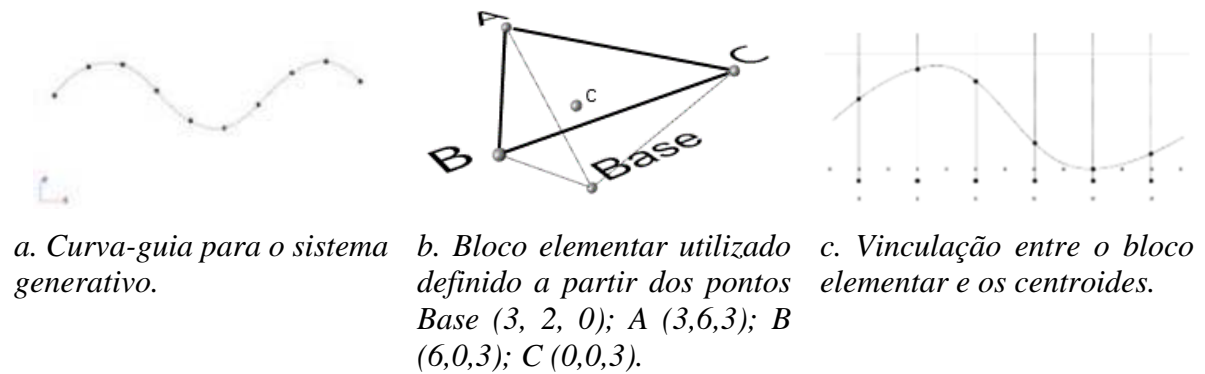 A
C
c
B
Base
a. Curva-guia para o sistema
generativo.
b. Bloco elementar utilizado
definido a partir dos pontos
Base (3, 2, 0); A (3,6,3); B
(6,0,3); C (0,0,3).
c. Vinculação entre o bloco
elementar e os centroides.